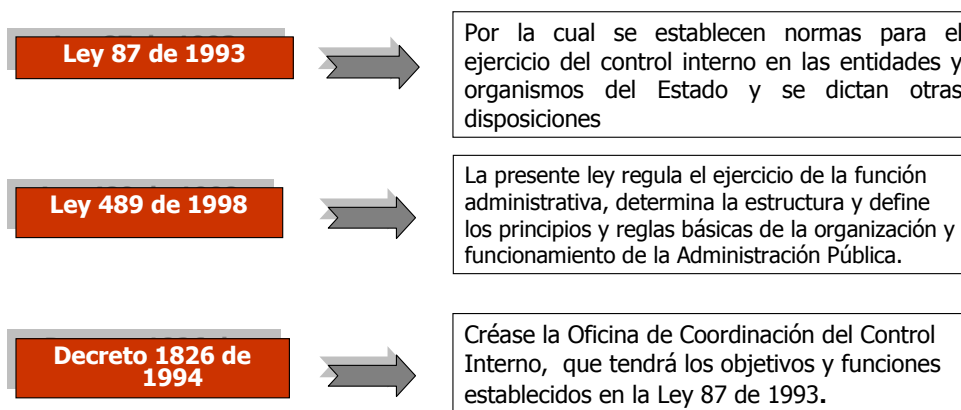 Ley 87 de 1993
Por la cual se establecen normas para el
ejercicio del control interno en las entidades y
organismos del Estado y se dictan otras
disposiciones
Ley 489 de 1998
La presente ley regula el ejercicio de la función
administrativa, determina la estructura y define
los principios y reglas básicas de la organización y
funcionamiento de la Administración Pública.
Decreto 1826 de
1994
Créase la Oficina de Coordinación del Control
Interno, que tendrá los objetivos y funciones
establecidos en la Ley 87 de 1993.